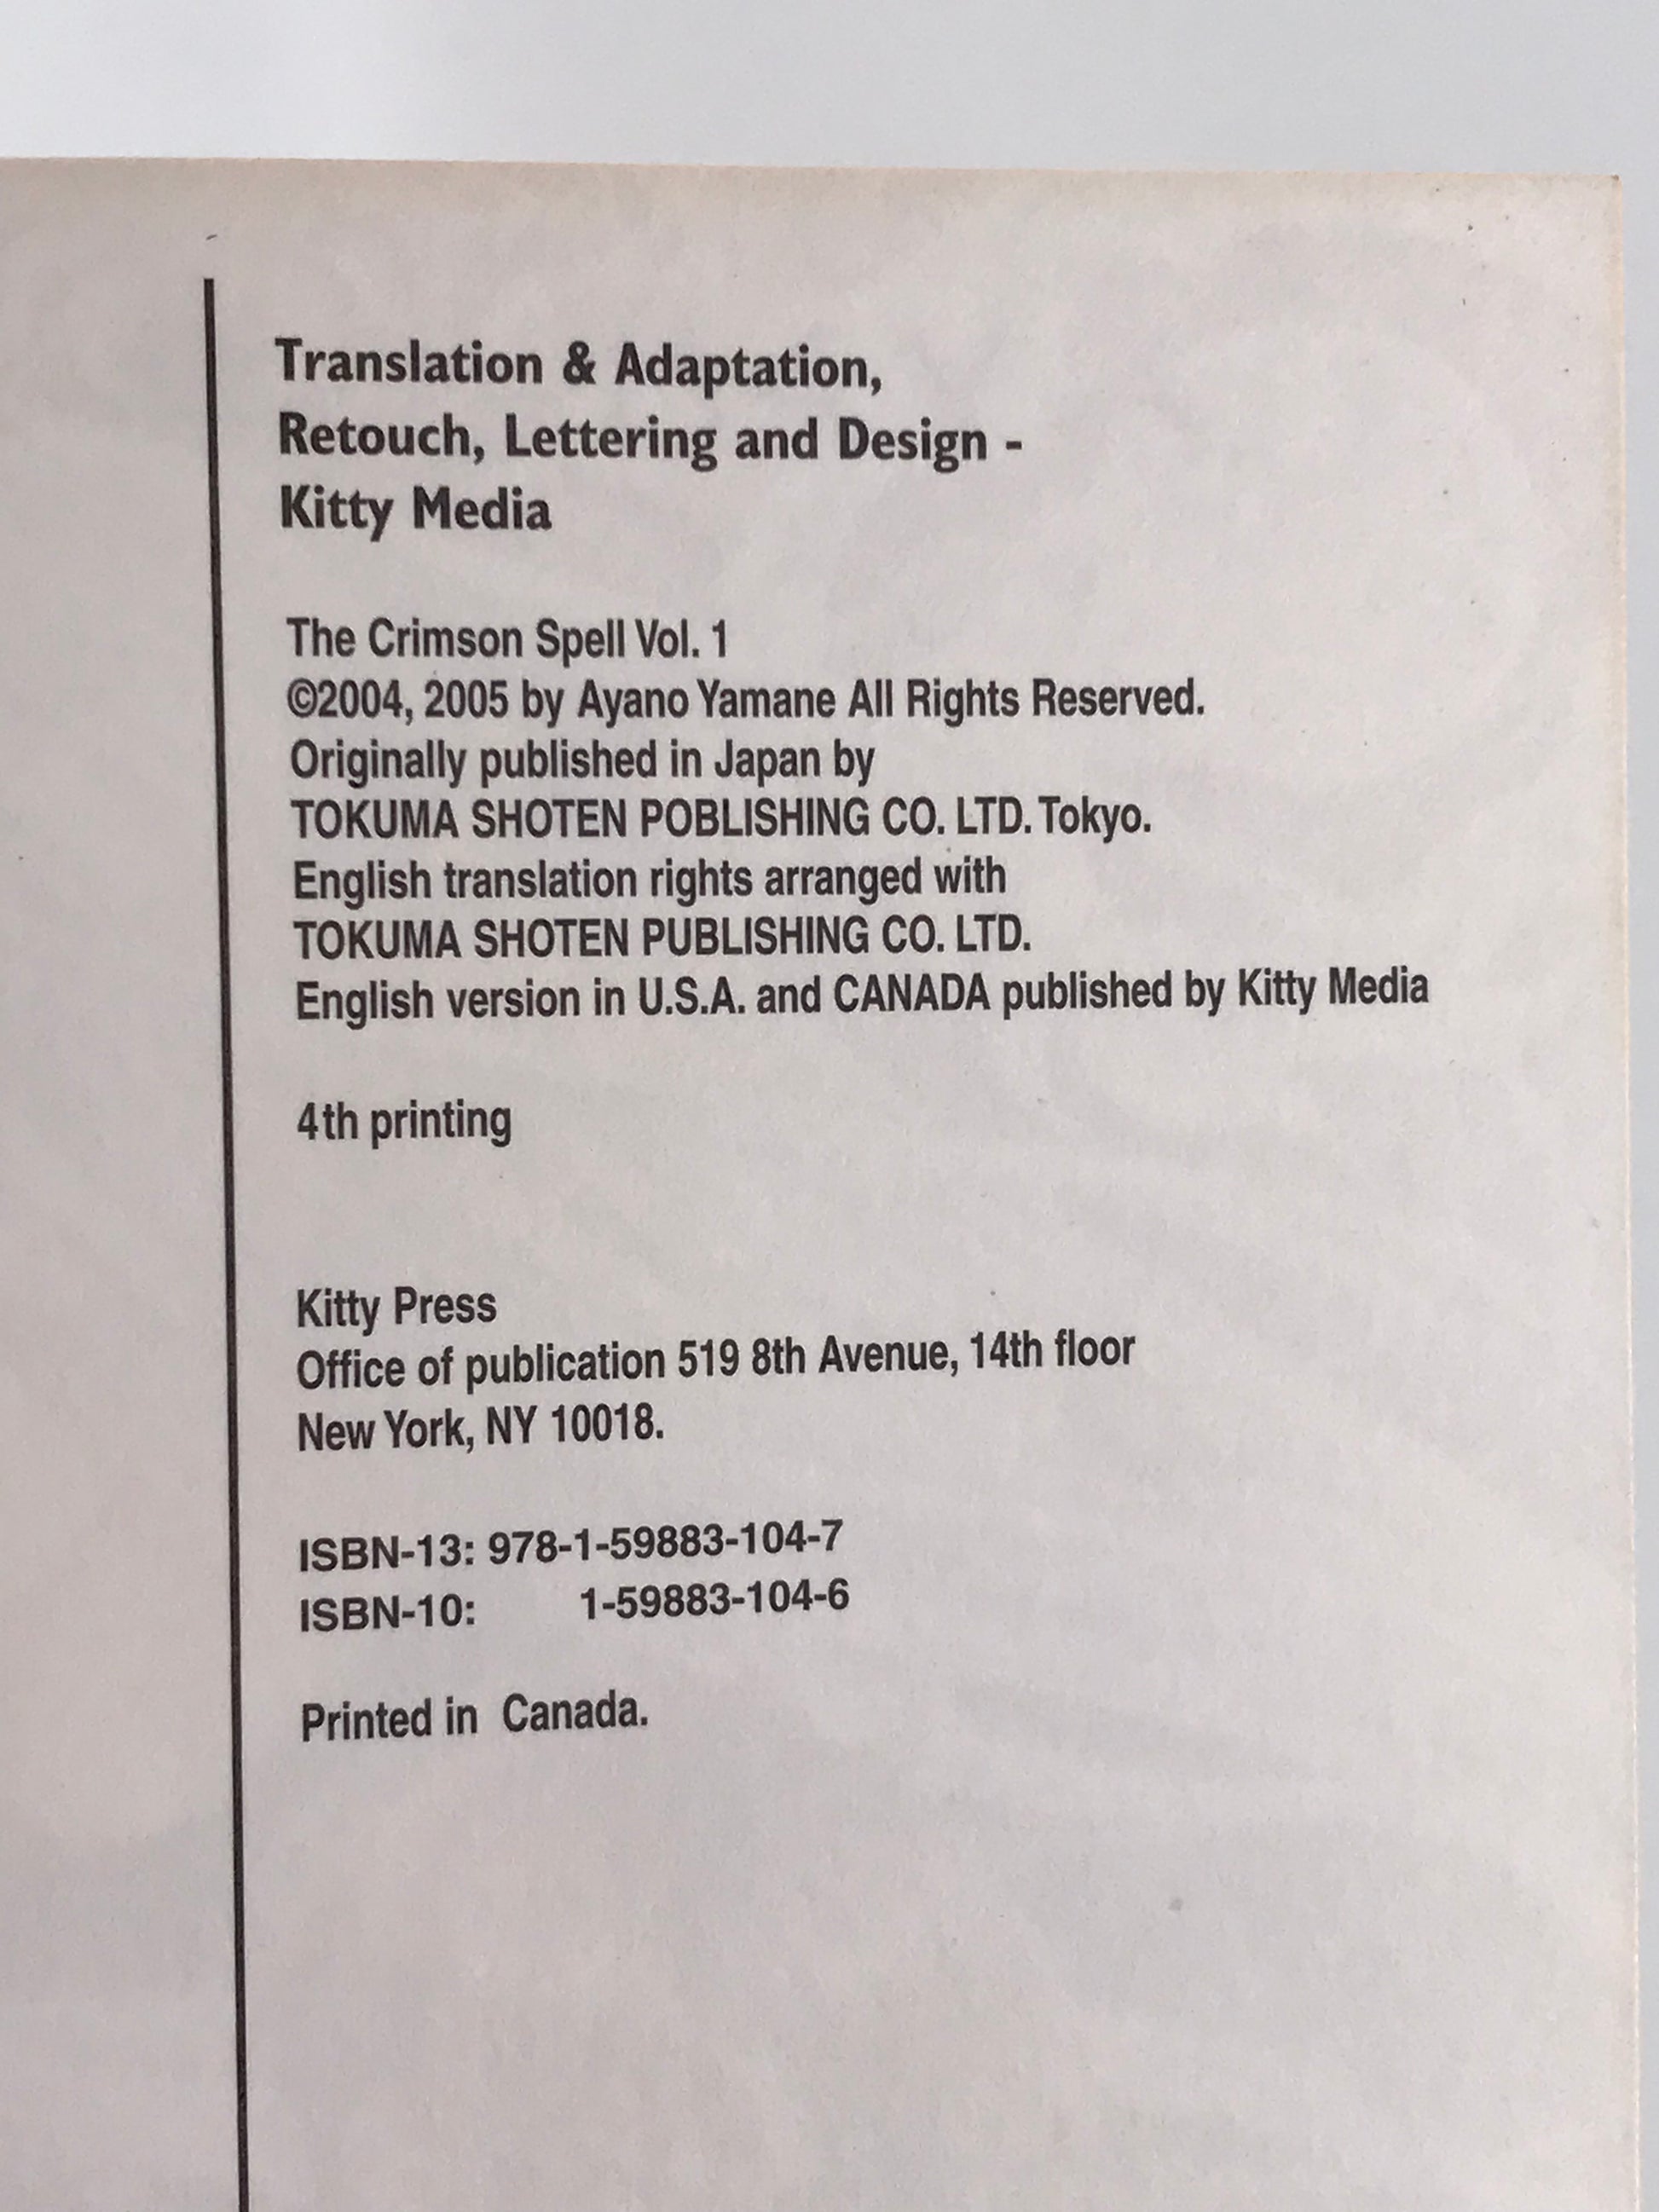 Translation & Adaptation,
Retouch, Lettering and Design -
Kitty Media
The Crimson Spell Vol. 1
©2004, 2005 by Ayano Yamane All Rights Reserved.
Originally published in Japan by
TOKUMA SHOTEN POBLISHING CO. LTD. Tokyo.
English translation rights arranged with
TOKUMA SHOTEN PUBLISHING CO. LTD.
English version in U.S.A. and CANADA published by Kitty Media
4th printing
Kitty Press
Office of publication 519 8th Avenue, 14th floor
New York, NY 10018.
ISBN-13: 978-1-59883-104-7
ISBN-10: 1-59883-104-6
Printed in Canada.